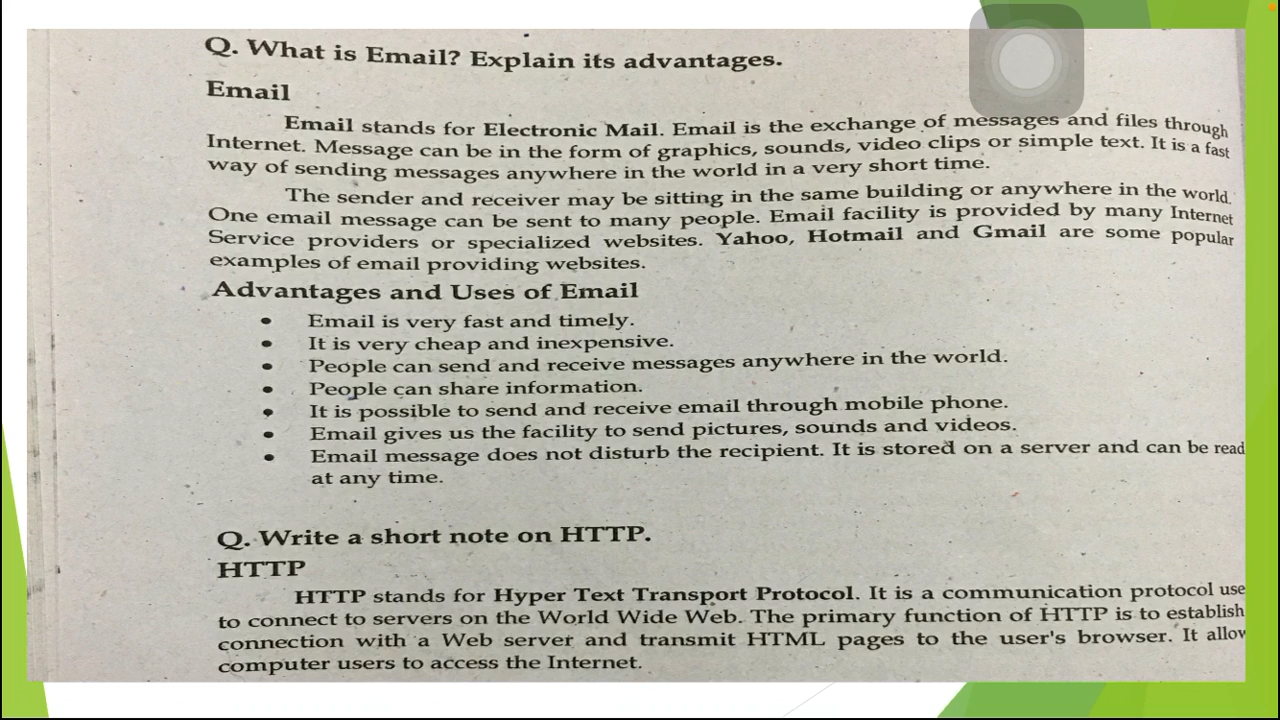 Q. What is Email? Explain its advantages.
Email
Email stands for Electronic Mail. Email is the exchange of messages and files through
Internet. Message can be in the form of graphics, sounds, video clips or simple text. It is a fast
way of sending messages anywhere in the world in a very short time.
The sender and receiver may be sitting in the same building or anywhere in the world.
One email message can be sent to many people. Email facility is provided by many Internet
Service providers or specialized websites. Yahoo, Hotmail and Gmail are some popular
examples of email providing websites.
Advantages and Uses of Email
• Email is very fast and timely.
• It is very cheap and inexpensive.
• People can send and receive messages anywhere in the world.
• People can share information.
• It is possible to send and receive email through mobile phone.
• Email gives us the facility to send pictures, sounds and videos.
• Email message does not disturb the recipient. It is stored on a server and can be read
at any time.
Q. Write a short note on HTTP.
HTTP
HTTP stands for Hyper Text Transport Protocol. It is a communication protocol use
to connect to servers on the World Wide Web. The primary function of HTTP is to establish
connection with a Web server and transmit HTML pages to the user's browser. It allow
computer users to access the Internet.